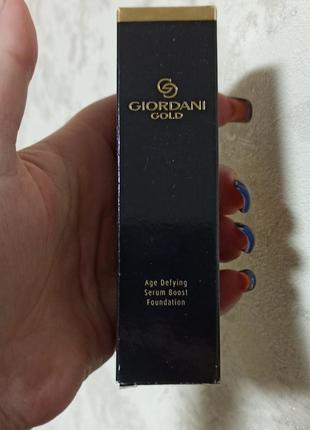 GIORDANI
GOLD
Age Defying
Serum Boost
Foundation